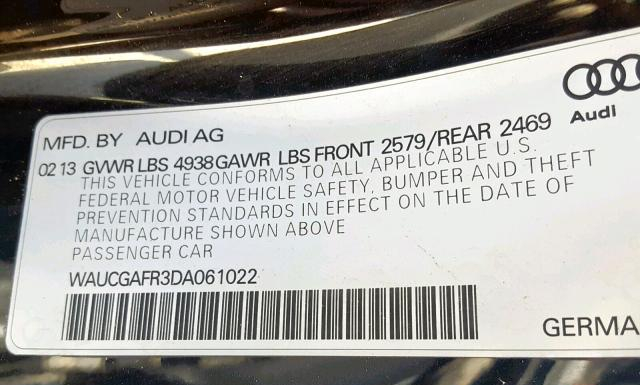 MFD. BY AUDI AG
Audi
02 13 GVWR LBS 4938 GAWR LBS FRONT 2579/REAR 2469
THIS VEHICLE CONFORMS TO ALL APPLICABLE U.S.
FEDERAL MOTOR VEHICLE SAFETY, BUMPER AND THEFT
PREVENTION STANDARDS IN EFFECT ON THE DATE OF
MANUFACTURE SHOWN ABOVE
PASSENGER CAR
WAUCGAFR3DA061022
GERMA